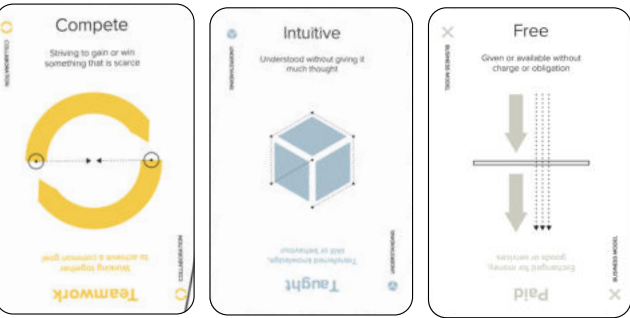 Compete
COLLABORATION
Striving to gain or win
something that is scarce
Working together
to achieve a common goal
Teamwork
COLLABORATION
Intuitive
UNDERSTANDING
Understood without giving it
much thought
Transferred knowledge,
skill or behaviour
Taught
UNDERSTANDING
Free
BUSINESS MODEL
Given or available without
charge or obligation
Exchanged for money,
goods or services
Paid
BUSINESS MODEL